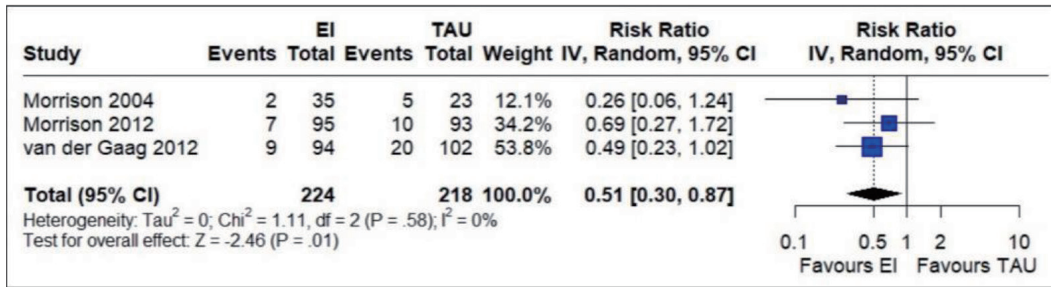 EI TAU Risk Ratio Risk Ratio
Study Events Total Events Total Weight IV, Random, 95% CI IV, Random, 95% CI
Morrison 2004 2 35 5 23 12.1% 0.26 [0.06, 1.24]
Morrison 2012 7 95 10 93 34.2% 0.69 [0.27, 1.72]
van der Gaag 2012 9 94 20 102 53.8% 0.49 [0.23, 1.02]
Total (95% CI) 224 218 100.0% 0.51 [0.30, 0.87]
Heterogeneity: Tau² = 0; Chi² = 1.11, df = 2 (P = .58); I² = 0%
Test for overall effect: Z = -2.46 (P = .01)
0.1 0.5 1 2 10
Favours EI Favours TAU